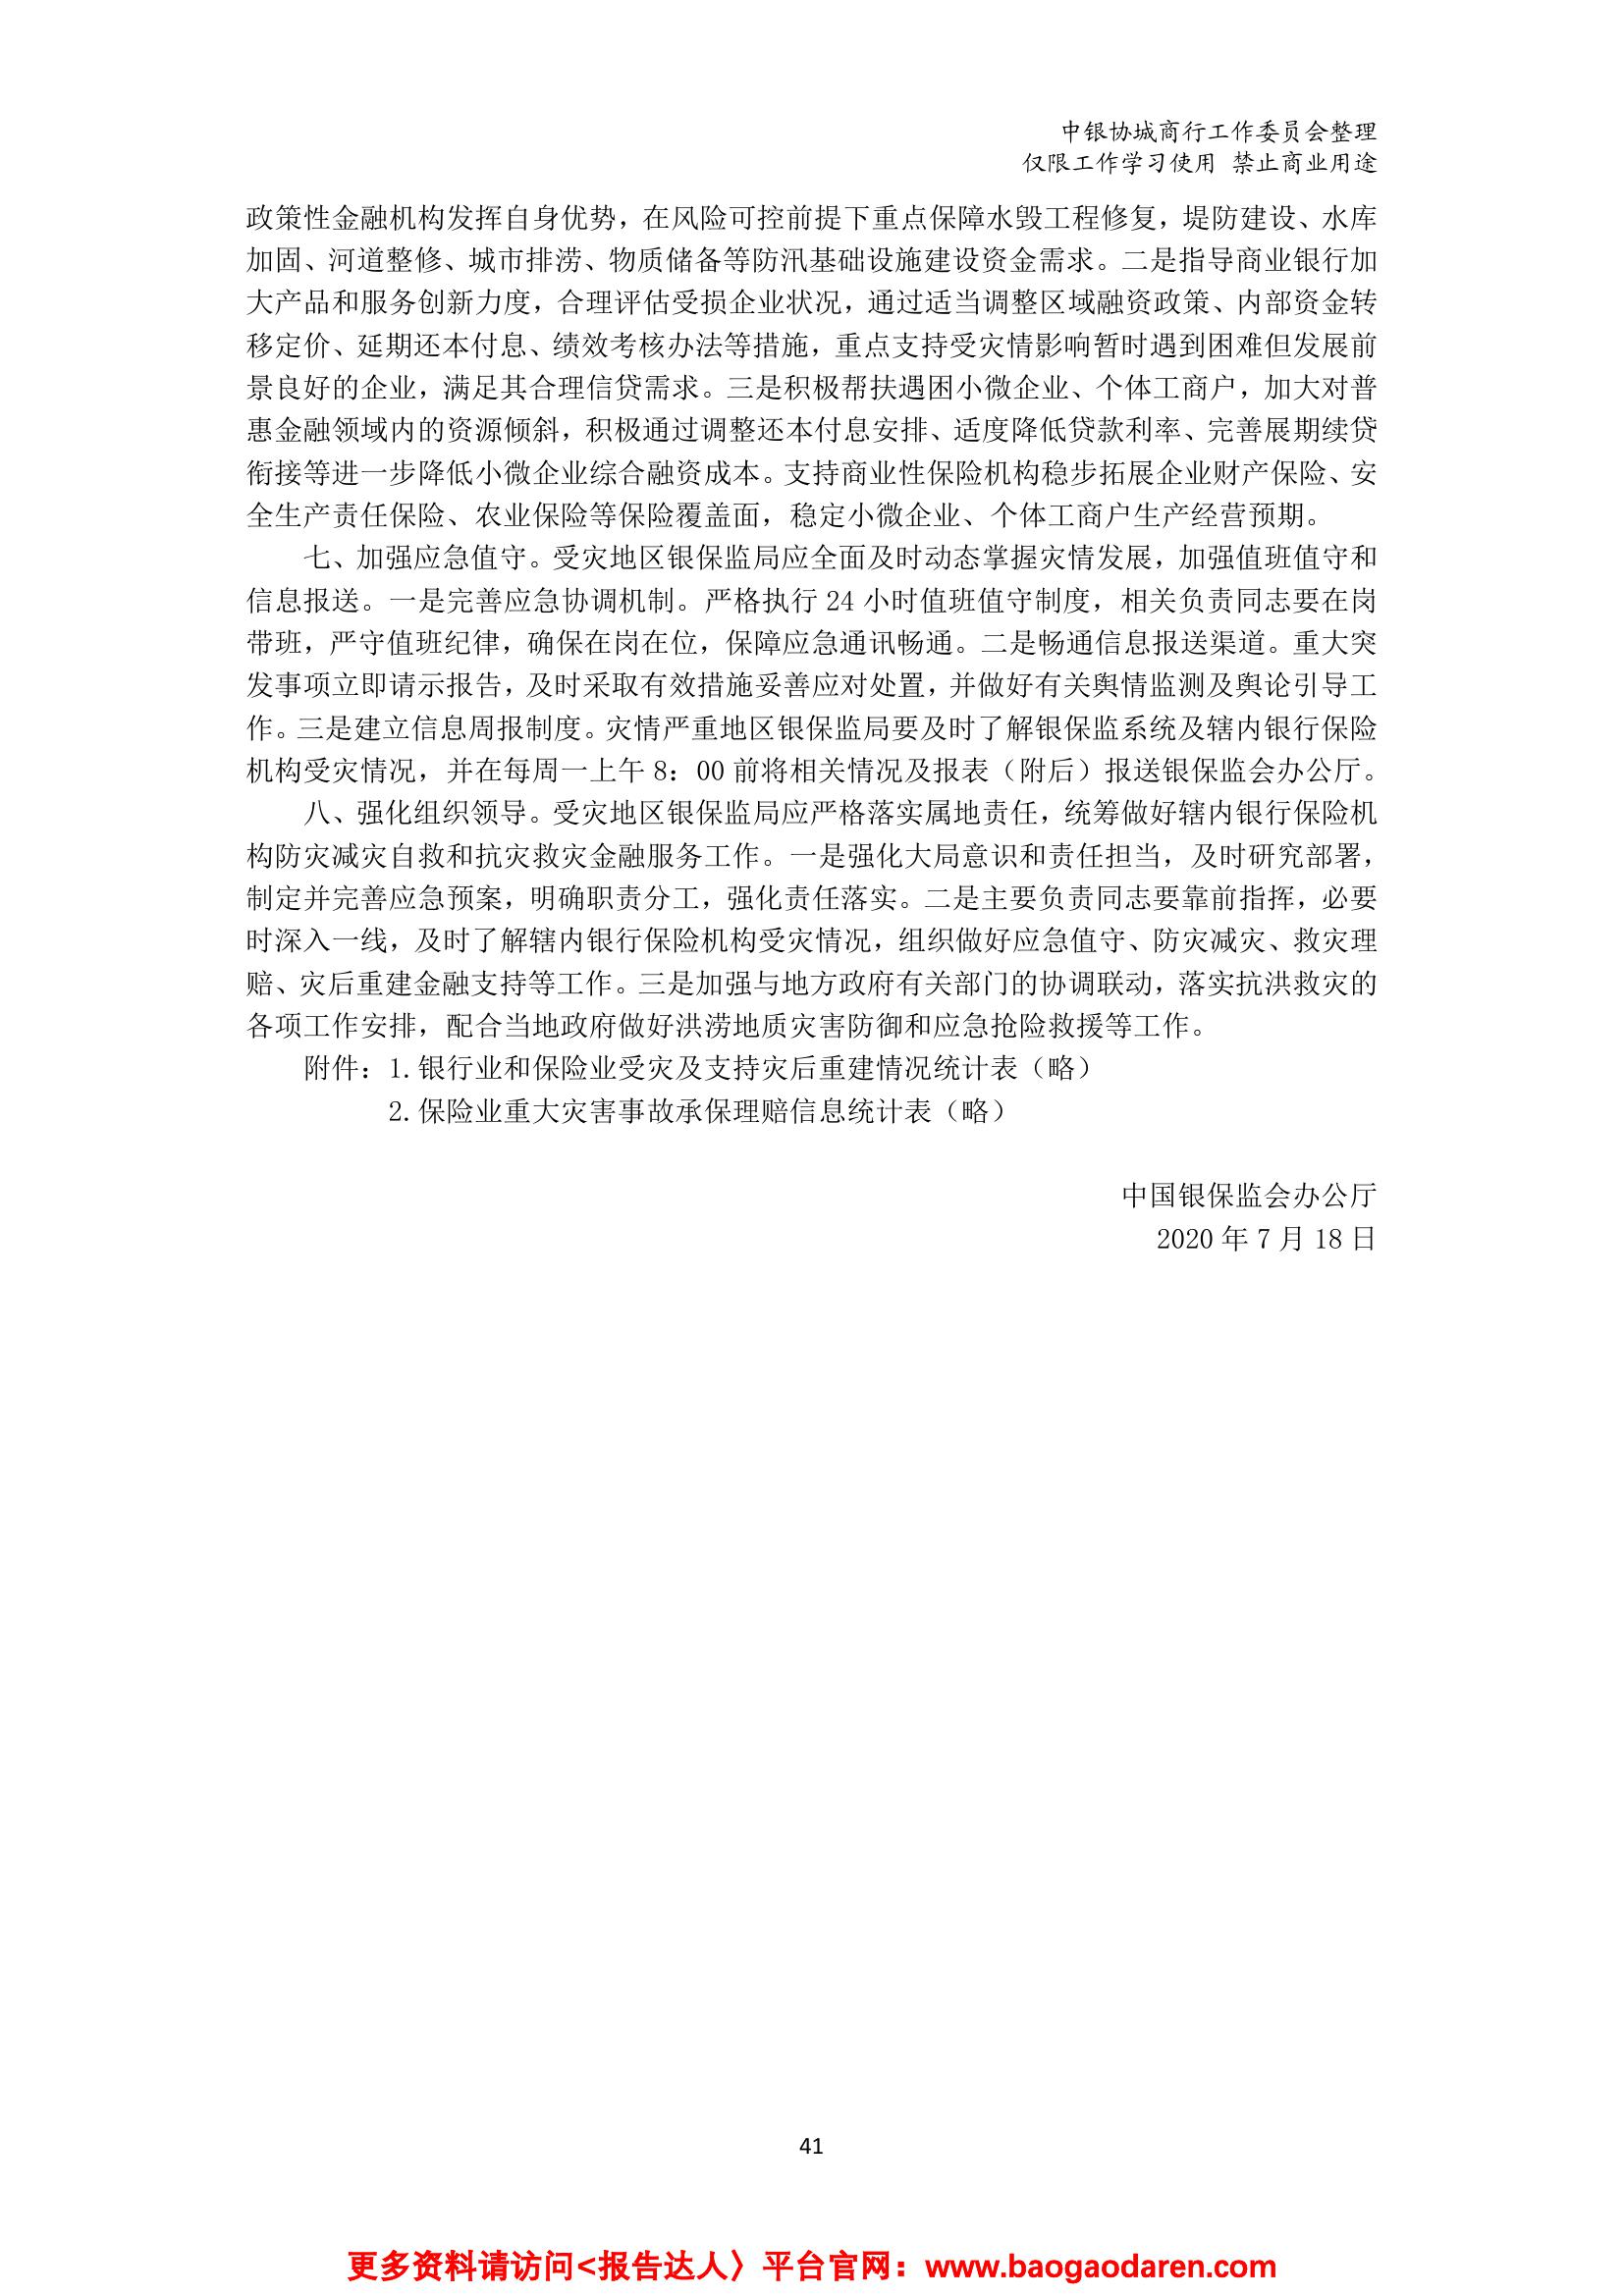 中银协城商行工作委员会整理
仅限工作学习使用 禁止商业用途
政策性金融机构发挥自身优势，在风险可控前提下重点保障水毁工程修复，堤防建设、水库
加固、河道整修、城市排涝、物质储备等防汛基础设施建设资金需求。二是指导商业银行加
大产品和服务创新力度，合理评估受损企业状况，通过适当调整区域融资政策、内部资金转
移定价、延期还本付息、绩效考核办法等措施，重点支持受灾情影响暂时遇到困难但发展前
景良好的企业，满足其合理信贷需求。三是积极帮扶遇困小微企业、个体工商户，加大对普
惠金融领域内的资源倾斜，积极通过调整还本付息安排、适度降低贷款利率、完善展期续贷
衔接等进一步降低小微企业综合融资成本。支持商业性保险机构稳步拓展企业财产保险、安
全生产责任保险、农业保险等保险覆盖面，稳定小微企业、个体工商户生产经营预期。
七、加强应急值守。受灾地区银保监局应全面及时动态掌握灾情发展，加强值班值守和
信息报送。一是完善应急协调机制。严格执行 24 小时值班值守制度，相关负责同志要在岗
带班，严守值班纪律，确保在岗在位，保障应急通讯畅通。二是畅通信息报送渠道。重大突
发事项立即请示报告，及时采取有效措施妥善应对处置，并做好有关舆情监测及舆论引导工
作。三是建立信息周报制度。灾情严重地区银保监局要及时了解银保监系统及辖内银行保险
机构受灾情况，并在每周一上午 8：00 前将相关情况及报表（附后）报送银保监会办公厅。
八、强化组织领导。受灾地区银保监局应严格落实属地责任，统筹做好辖内银行保险机
构防灾减灾自救和抗灾救灾金融服务工作。一是强化大局意识和责任担当，及时研究部署，
制定并完善应急预案，明确职责分工，强化责任落实。二是主要负责同志要靠前指挥，必要
时深入一线，及时了解辖内银行保险机构受灾情况，组织做好应急值守、防灾减灾、救灾理
赔、灾后重建金融支持等工作。三是加强与地方政府有关部门的协调联动，落实抗洪救灾的
各项工作安排，配合当地政府做好洪涝地质灾害防御和应急抢险救援等工作。
附件：1.银行业和保险业受灾及支持灾后重建情况统计表（略）
2.保险业重大灾害事故承保理赔信息统计表（略）
中国银保监会办公厅
2020 年 7 月 18 日
41
更多资料请访问<报告达人〉平台官网：www.baogaodaren.com